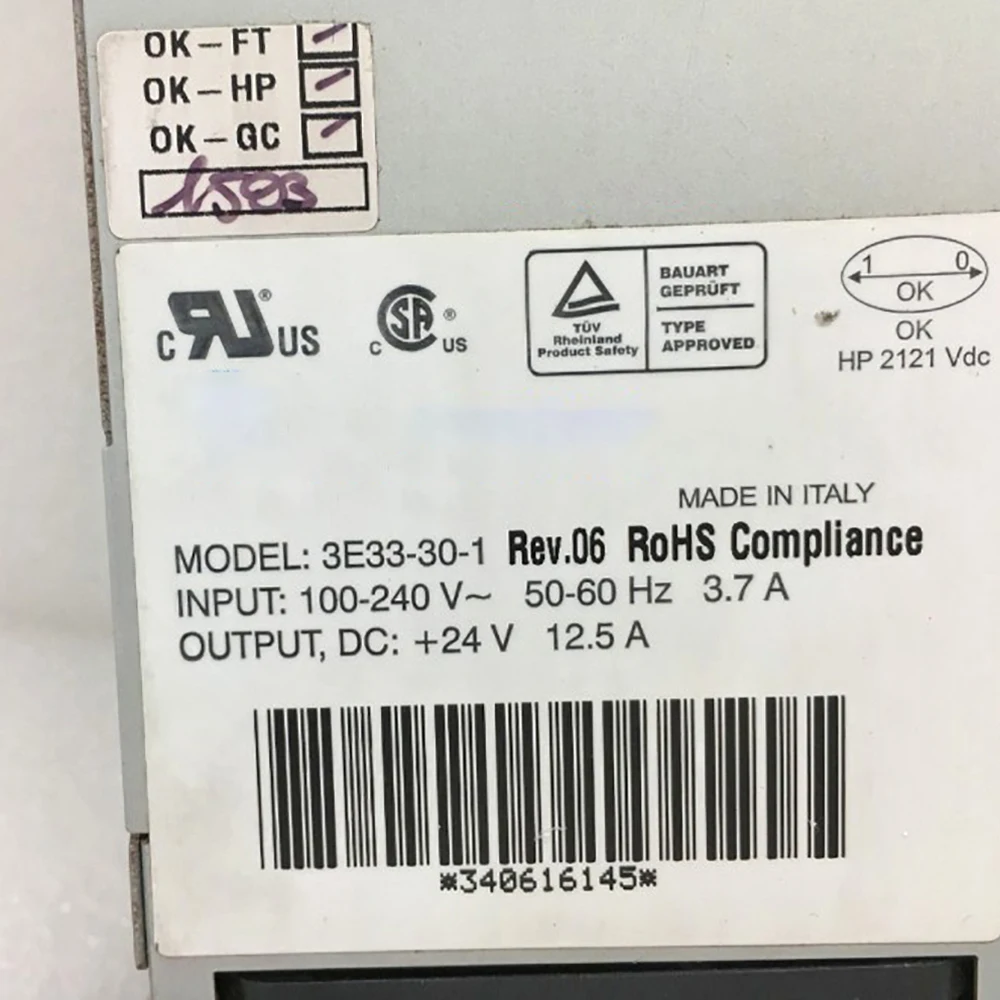 OK-FT
OK-HP
OK-GC
1503
c RU ® US
c SA ® US
TÜV
Rheinland
Product Safety
BAUART
GEPRÜFT
TYPE
APPROVED
1 0
OK
OK
HP 2121 Vdc
MADE IN ITALY
MODEL: 3E33-30-1 Rev.06 RoHS Compliance
INPUT: 100-240 V~ 50-60 Hz 3.7 A
OUTPUT, DC: +24 V 12.5 A
*340616145*